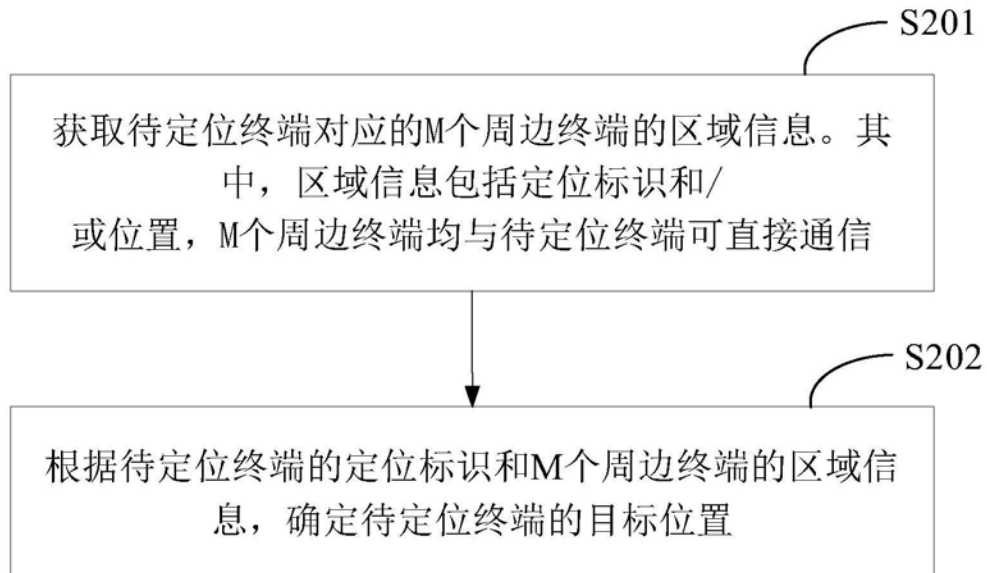 S201
获取待定位终端对应的M个周边终端的区域信息。其
中，区域信息包括定位标识和/
或位置，M个周边终端均与待定位终端可直接通信
S202
根据待定位终端的定位标识和M个周边终端的区域信
息，确定待定位终端的目标位置